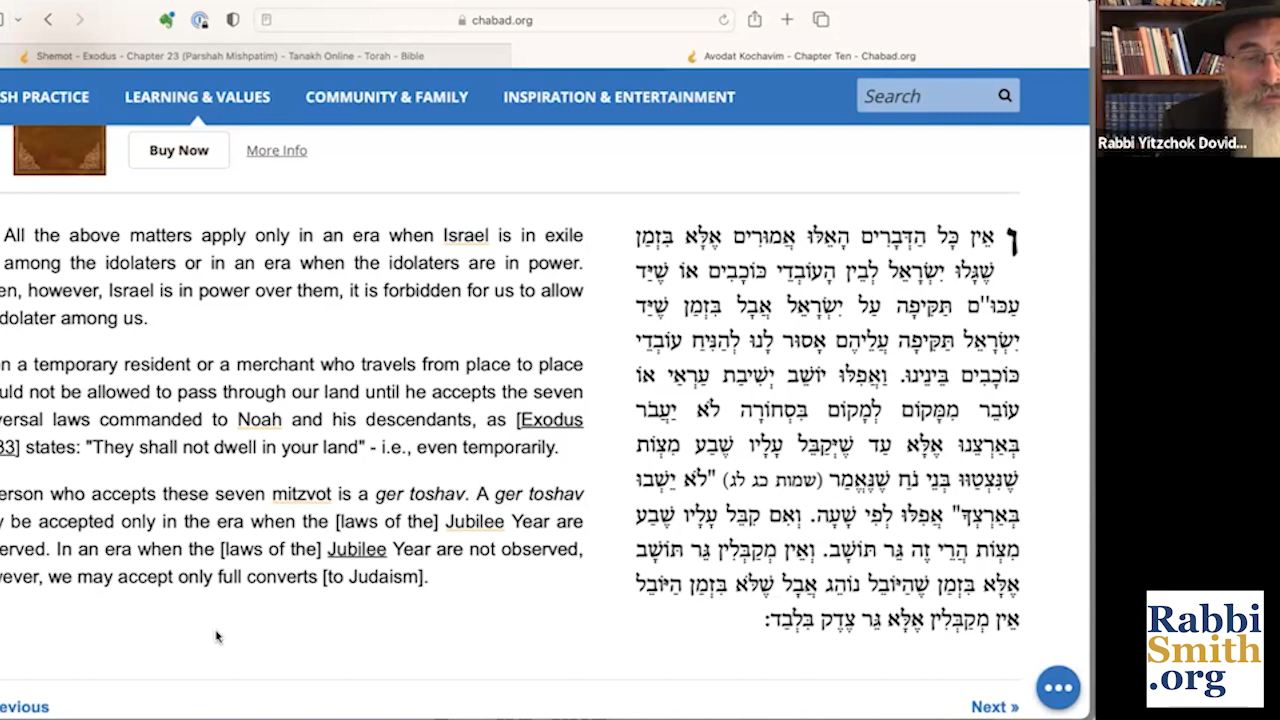 chabad.org
Shemot - Exodus - Chapter 23 (Parshah Mishpatim) - Tanakh Online - Torah - Bible
Avodat Kochavim - Chapter Ten - Chabad.org
SH PRACTICE
LEARNING & VALUES
COMMUNITY & FAMILY
INSPIRATION & ENTERTAINMENT
Search
Rabbi Yitzchok Dovid...
Buy Now
More Info
All the above matters apply only in an era when Israel is in exile
among the idolaters or in an era when the idolaters are in power.
en, however, Israel is in power over them, it is forbidden for us to allow
dolater among us.
n a temporary resident or a merchant who travels from place to place
uld not be allowed to pass through our land until he accepts the seven
versal laws commanded to Noah and his descendants, as [Exodus
33] states: "They shall not dwell in your land" - i.e., even temporarily.
erson who accepts these seven mitzvot is a ger toshav. A ger toshav
y be accepted only in the era when the [laws of the] Jubilee Year are
erved. In an era when the [laws of the] Jubilee Year are not observed,
wever, we may accept only full converts [to Judaism].
ו אֵין כָּל הַדְּבָרִים הָאֵלּוּ אֲמוּרִים אֶלָּא בִּזְמַן
שֶׁגָּלוּ יִשְׂרָאֵל לְבֵין הָעוֹבְדֵי כּוֹכָבִים אוֹ שֶׁיַּד
עַכּוּ"ם תַּקִּיפָה עַל יִשְׂרָאֵל אֲבָל בִּזְמַן שֶׁיַּד
יִשְׂרָאֵל תַּקִּיפָה עֲלֵיהֶם אָסוּר לָנוּ לְהַנִּיחַ עוֹבְדֵי
כּוֹכָבִים בֵּינֵינוּ. וַאֲפִלּוּ יוֹשֵׁב יְשִׁיבַת עֲרַאי אוֹ
עוֹבֵר מִמָּקוֹם לְמָקוֹם בִּסְחוֹרָה לֹא יַעֲבֹר
בְּאַרְצֵנוּ אֶלָּא עַד שֶׁיְּקַבֵּל עָלָיו שֶׁבַע מִצְוֹת
שֶׁנִּצְטַוּוּ בְּנֵי נֹחַ שֶׁנֶּאֱמַר (שמות כג לג) "לֹא יֵשְׁבוּ
בְּאַרְצְךָ" אֲפִלּוּ לְפִי שָׁעָה. וְאִם קִבֵּל עָלָיו שֶׁבַע
מִצְוֹת הֲרֵי זֶה גֵּר תּוֹשָׁב. וְאֵין מְקַבְּלִין גֵּר תּוֹשָׁב
אֶלָּא בִּזְמַן שֶׁהַיּוֹבֵל נוֹהֵג אֲבָל שֶׁלֹּא בִּזְמַן הַיּוֹבֵל
אֵין מְקַבְּלִין אֶלָּא גֵּר צֶדֶק בִּלְבַד:
evious
Next »
Rabbi
Smith
.org